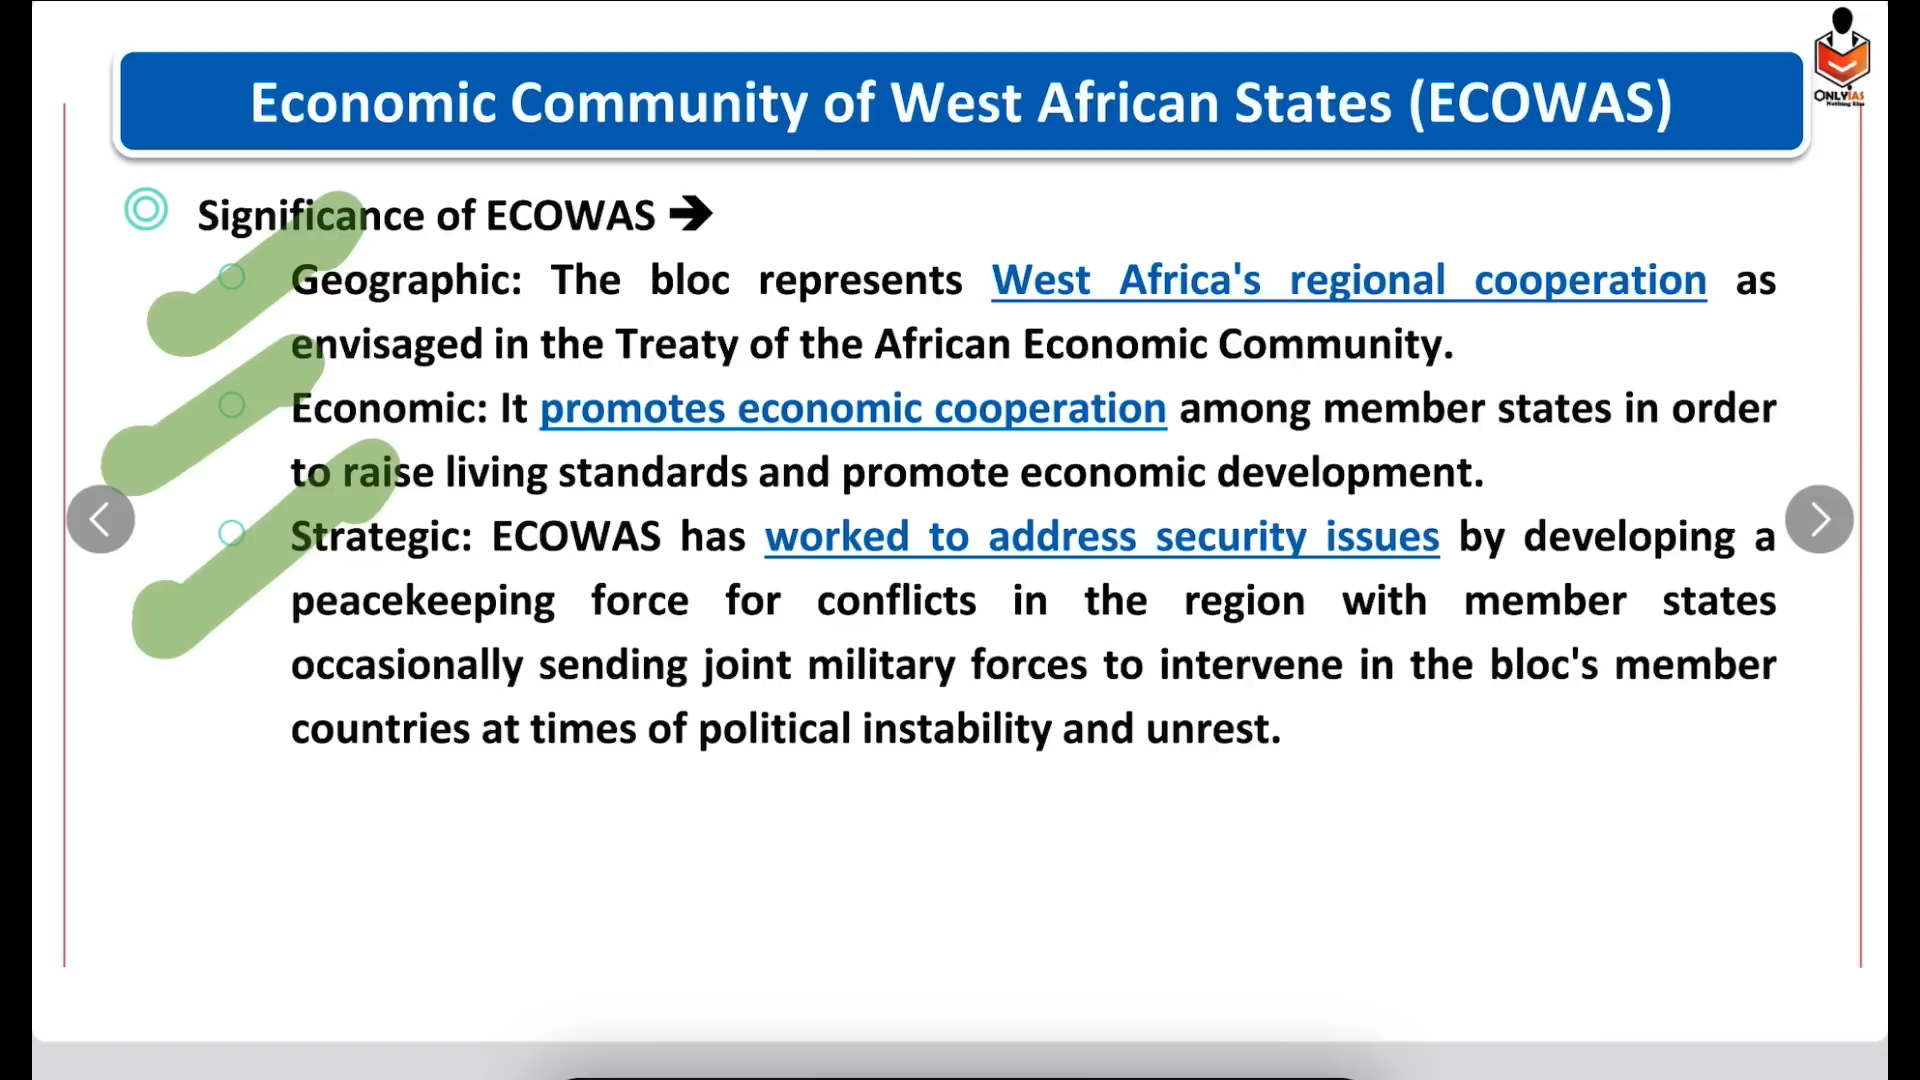 Economic Community of West African States (ECOWAS)
ONLYIAS
Nothing Else
Significance of ECOWAS ➔
Geographic: The bloc represents West Africa's regional cooperation as
envisaged in the Treaty of the African Economic Community.
Economic: It promotes economic cooperation among member states in order
to raise living standards and promote economic development.
Strategic: ECOWAS has worked to address security issues by developing a
peacekeeping force for conflicts in the region with member states
occasionally sending joint military forces to intervene in the bloc's member
countries at times of political instability and unrest.